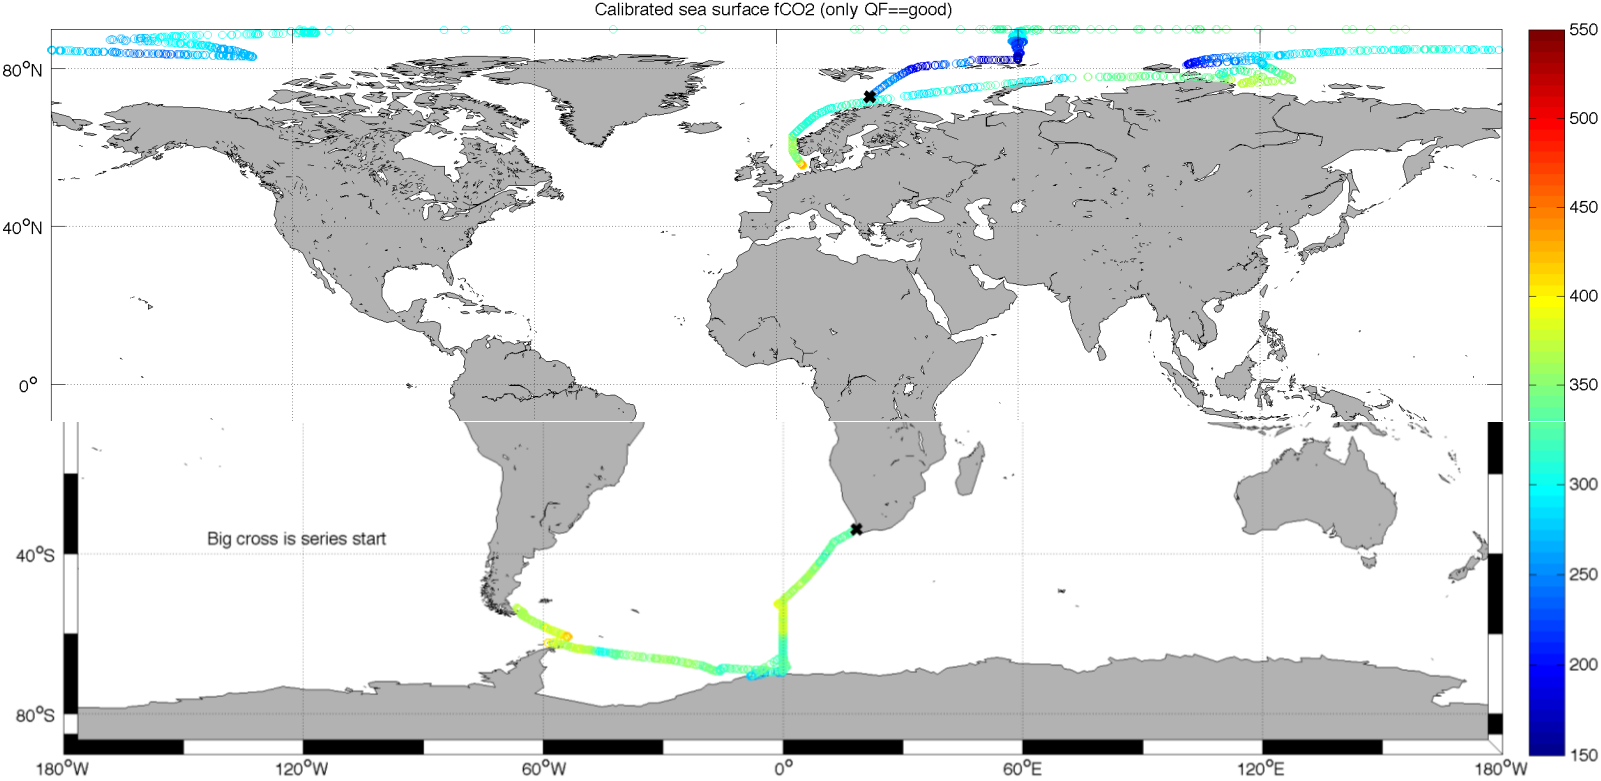 Calibrated sea surface fCO2 (only QF==good)
550
80°N
500
450
40°N
400
350
0°
300
Big cross is series start
40°S
250
200
80°S
150
180°W 120°W 60°W 0° 60°E 120°E 180°E